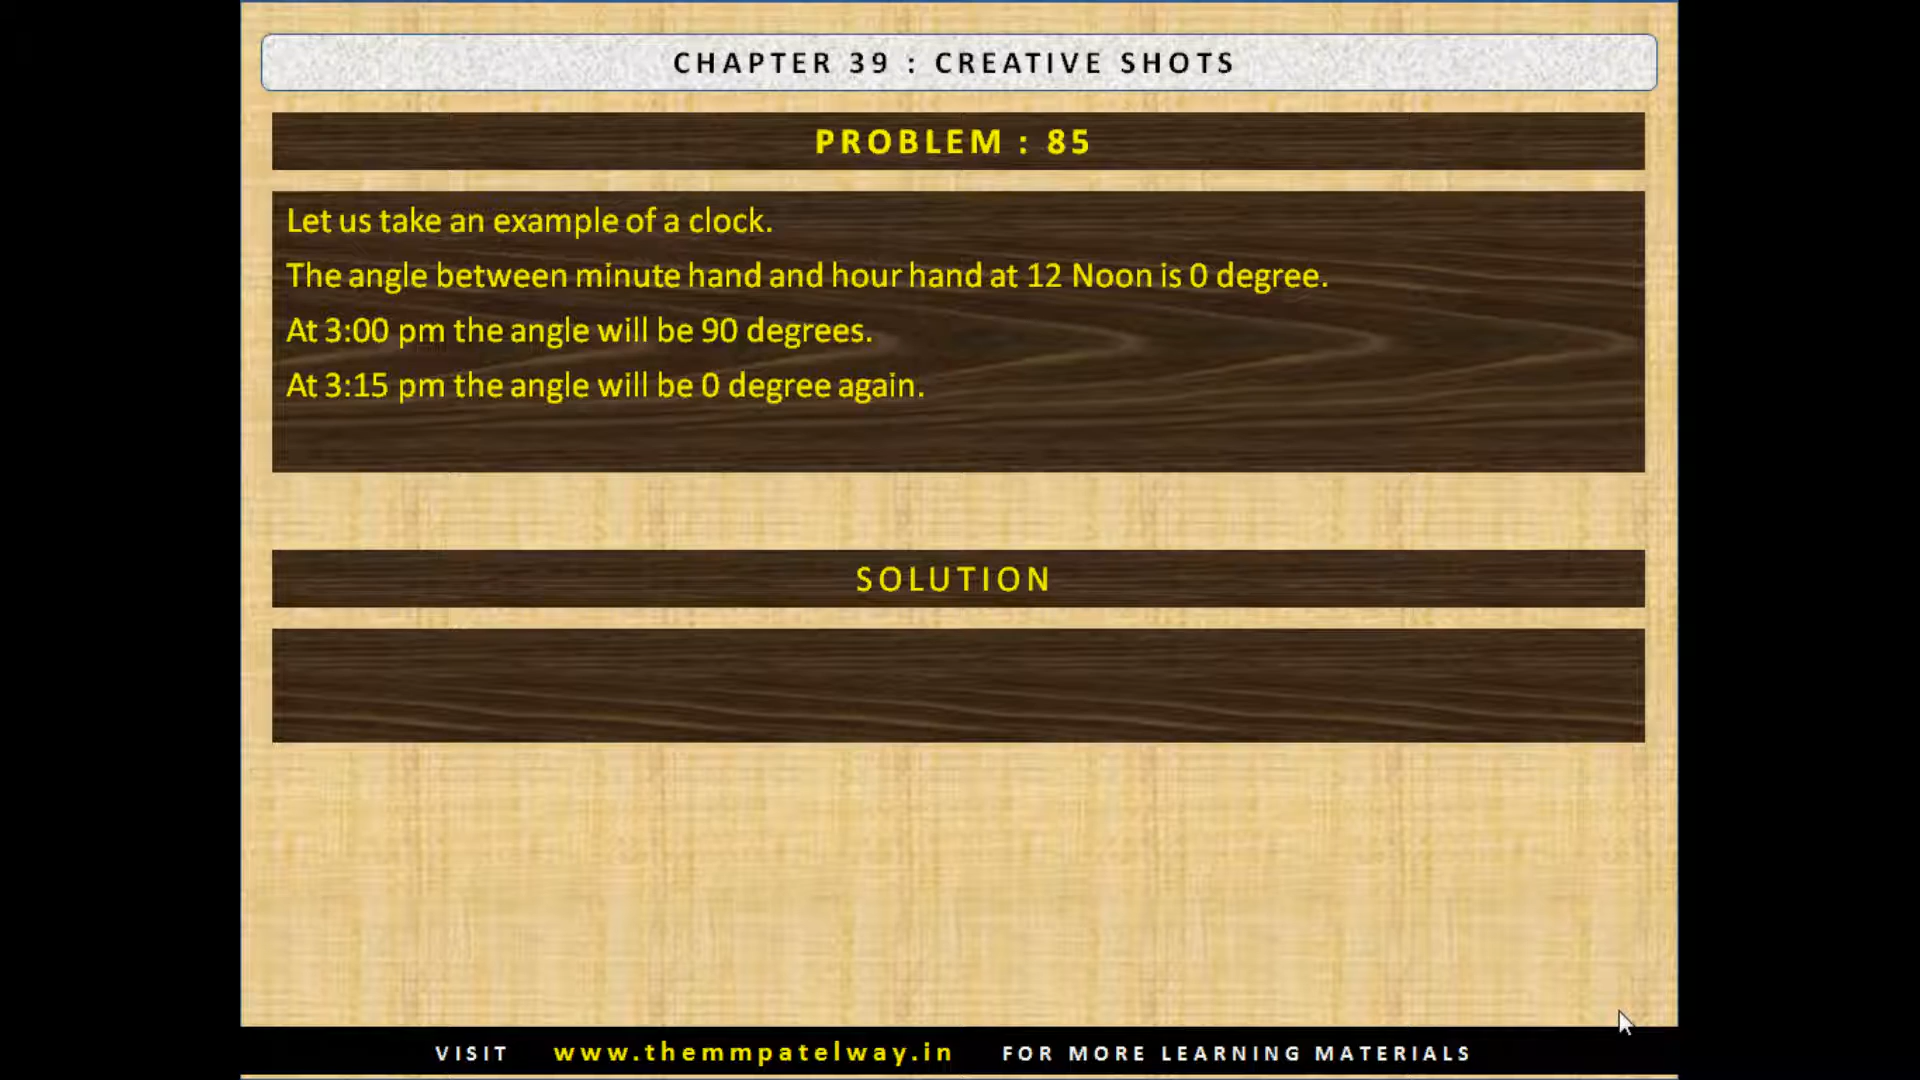 CHAPTER 39 : CREATIVE SHOTS
PROBLEM : 85
Let us take an example of a clock.
The angle between minute hand and hour hand at 12 Noon is 0 degree.
At 3:00 pm the angle will be 90 degrees.
At 3:15 pm the angle will be 0 degree again.
SOLUTION
VISIT www.themmpatelway.in FOR MORE LEARNING MATERIALS